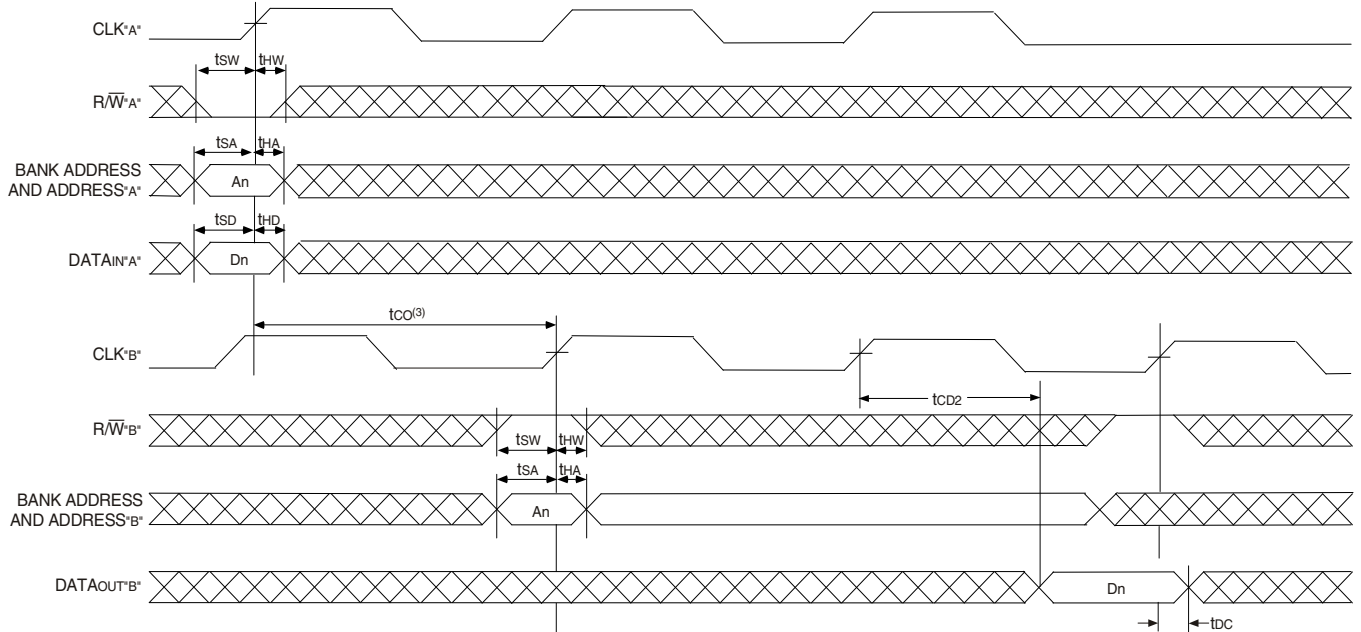 CLK"A"
tSW tHW
R/W̅"A"
tSA tHA
BANK ADDRESS
AND ADDRESS"A"
An
tSD tHD
DATAIN"A"
Dn
tCO(3)
CLK"B"
tCD2
R/W̅"B"
tSW tHW
tSA tHA
BANK ADDRESS
AND ADDRESS"B"
An
DATAOUT"B"
Dn
tDC